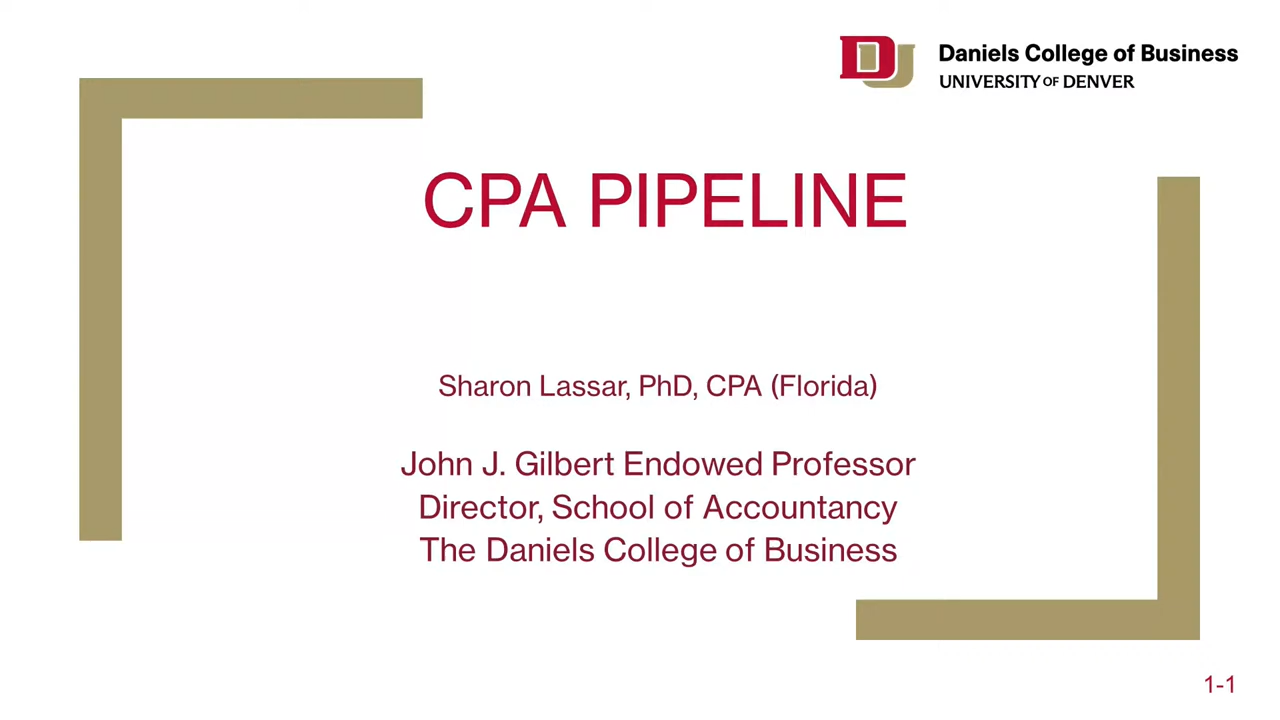 DU
Daniels College of Business
UNIVERSITY OF DENVER
CPA PIPELINE
Sharon Lassar, PhD, CPA (Florida)
John J. Gilbert Endowed Professor
Director, School of Accountancy
The Daniels College of Business
1-1